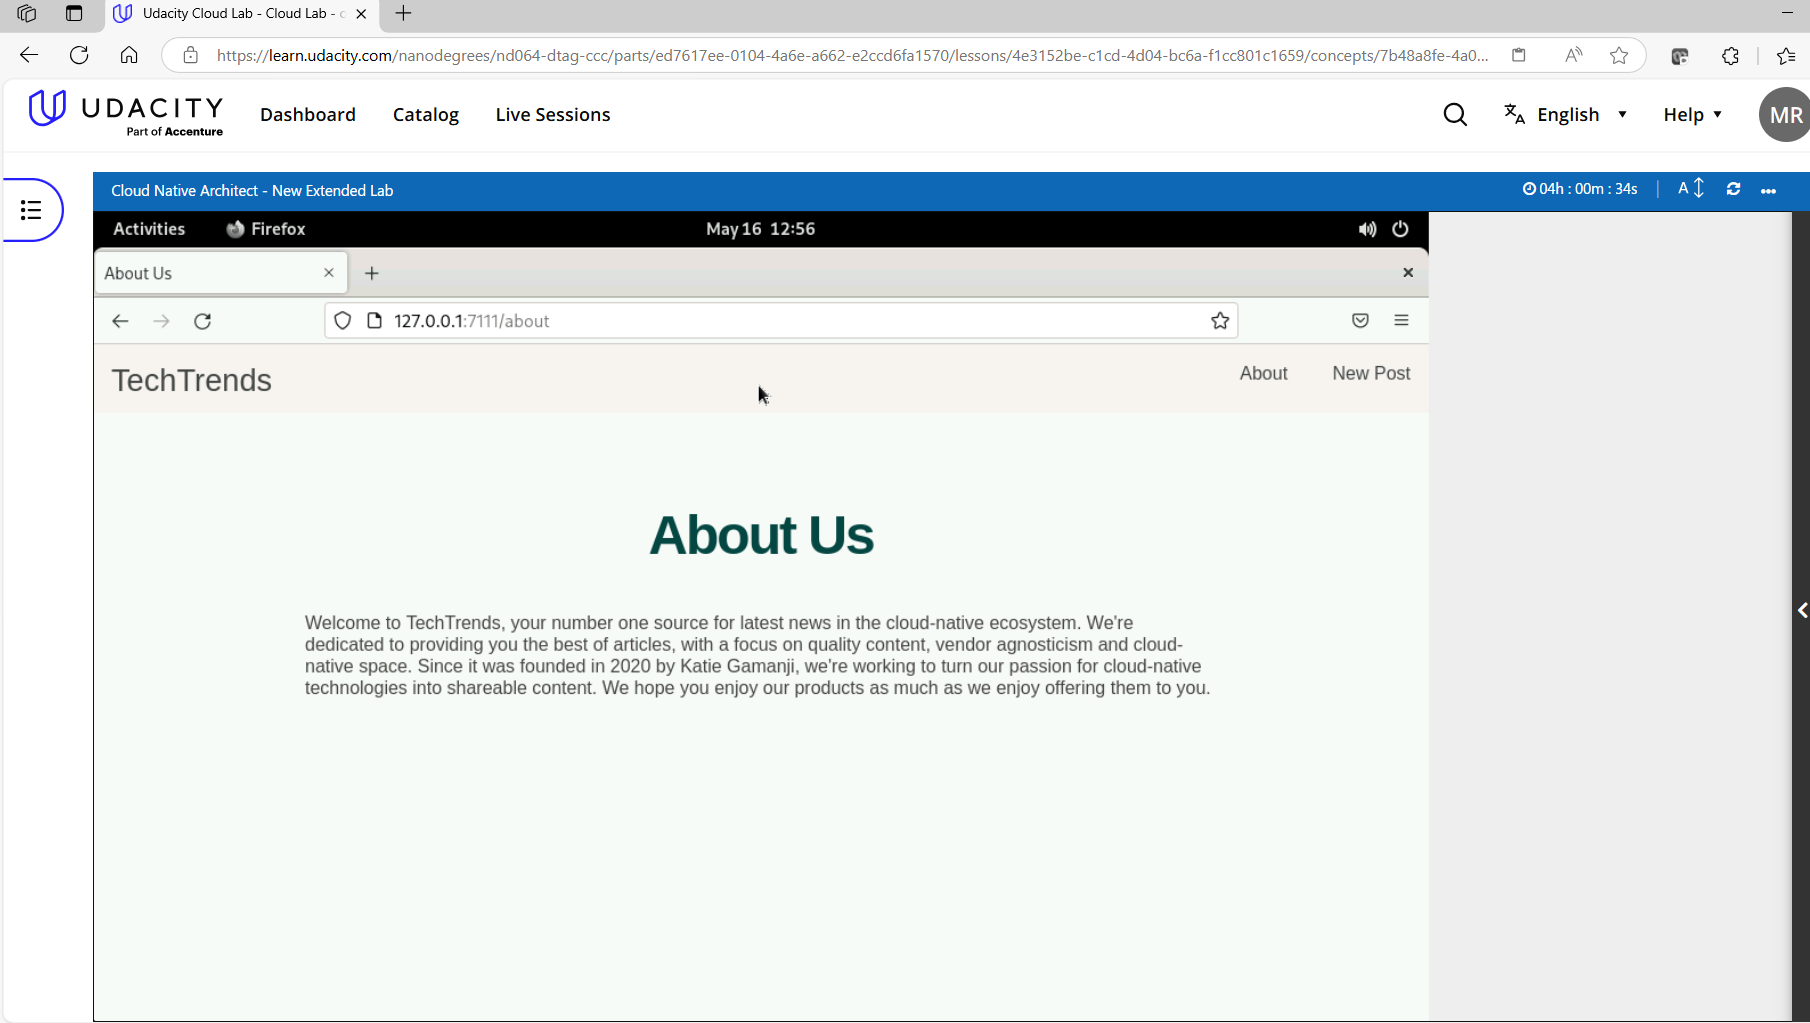 Udacity Cloud Lab - Cloud Lab -
https://learn.udacity.com/nanodegrees/nd064-dtag-ccc/parts/ed7617ee-0104-4a6e-a662-e2ccd6fa1570/lessons/4e3152be-c1cd-4d04-bc6a-f1cc801c1659/concepts/7b48a8fe-4a0...
UDACITY
Part of Accenture
Dashboard
Catalog
Live Sessions
English
Help
MR
Cloud Native Architect - New Extended Lab
04h : 00m : 34s
A
Activities
Firefox
May 16 12:56
About Us
127.0.0.1:7111/about
TechTrends
About
New Post
About Us
Welcome to TechTrends, your number one source for latest news in the cloud-native ecosystem. We're
dedicated to providing you the best of articles, with a focus on quality content, vendor agnosticism and cloud-
native space. Since it was founded in 2020 by Katie Gamanji, we're working to turn our passion for cloud-native
technologies into shareable content. We hope you enjoy our products as much as we enjoy offering them to you.